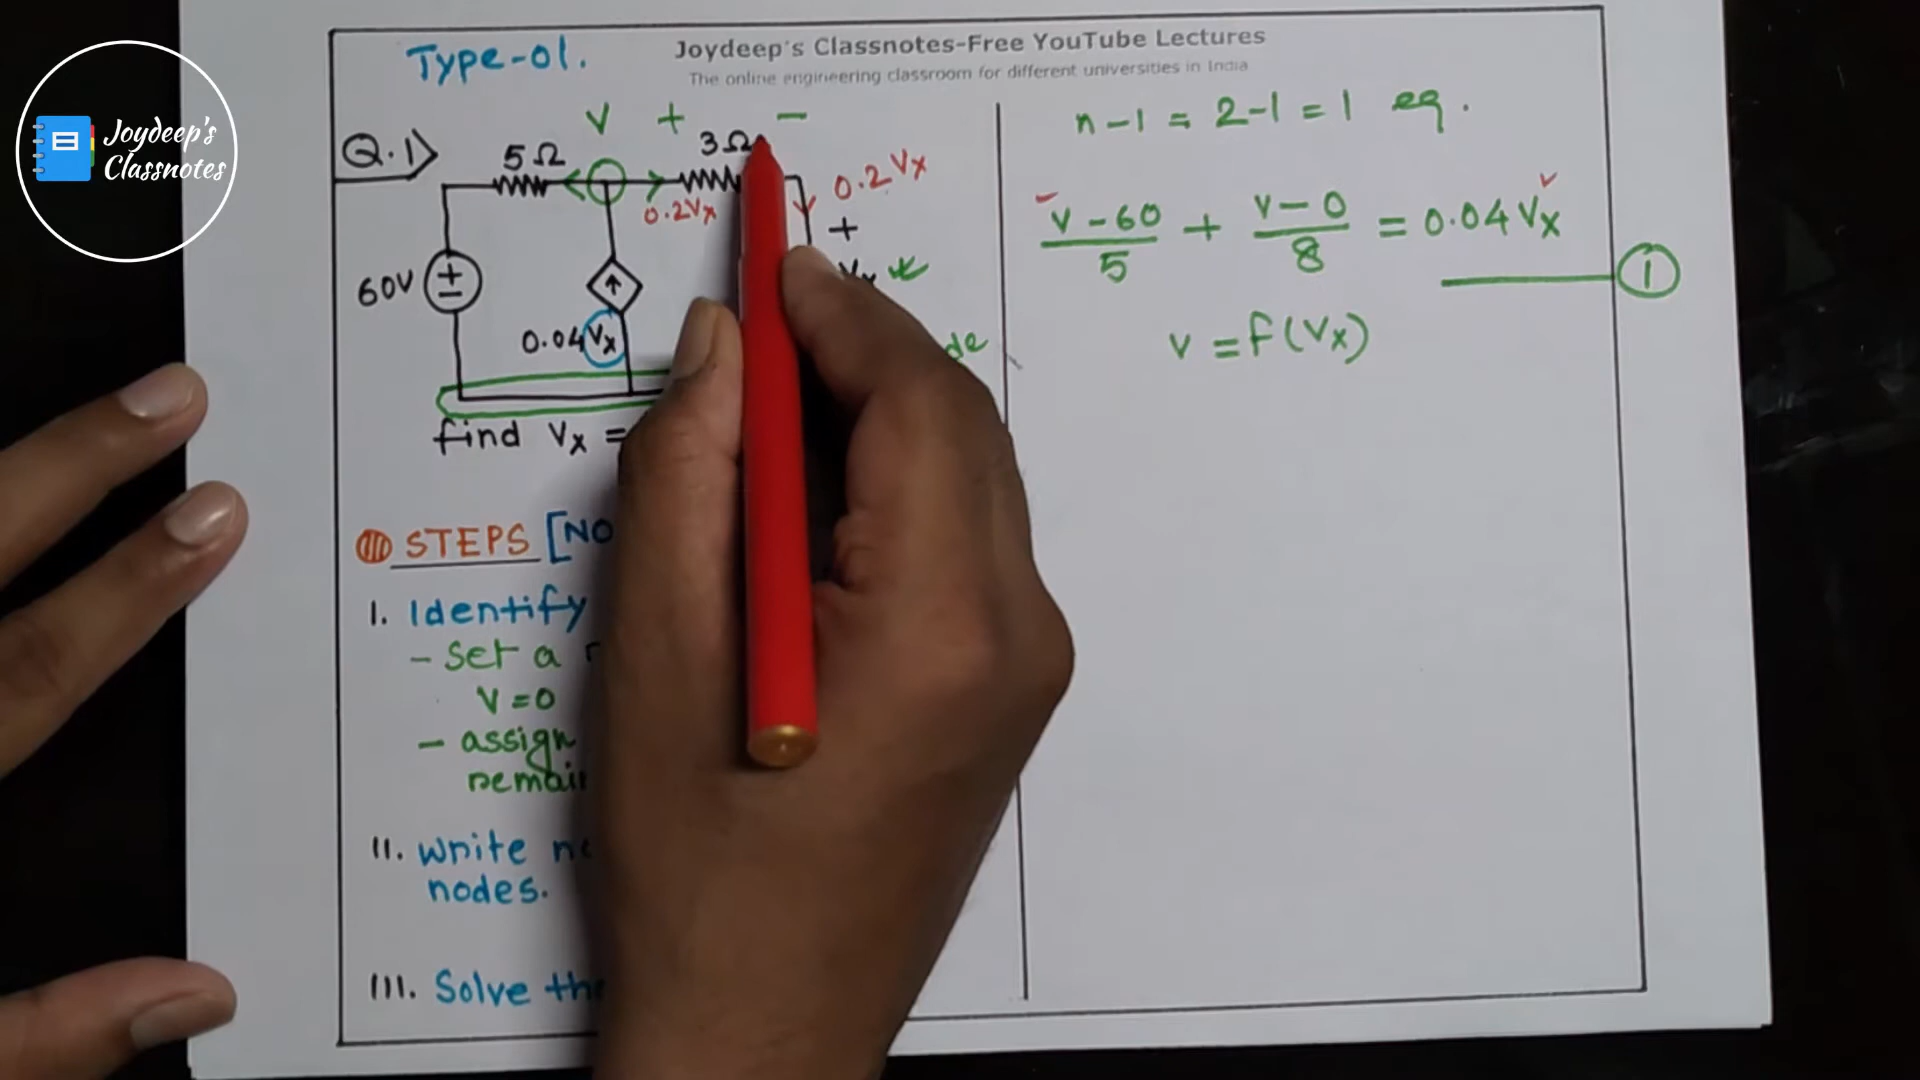 Joydeep's
Classnotes
Type-01.
Joydeep's Classnotes-Free YouTube Lectures
The online engineering classroom for different universities in India
V + -
Q.1
5Ω
3Ω
0.2Vx
0.2Vx
+
Vx
60V
+
-
0.04Vx
de
find Vx =
STEPS [NO
I. Identify
- set a
V=0
- assign
remai
II. write n
nodes.
III. Solve th
n-1 = 2-1 = 1 eq.
V-60/5 + V-0/8 = 0.04Vx
1
V = f(Vx)